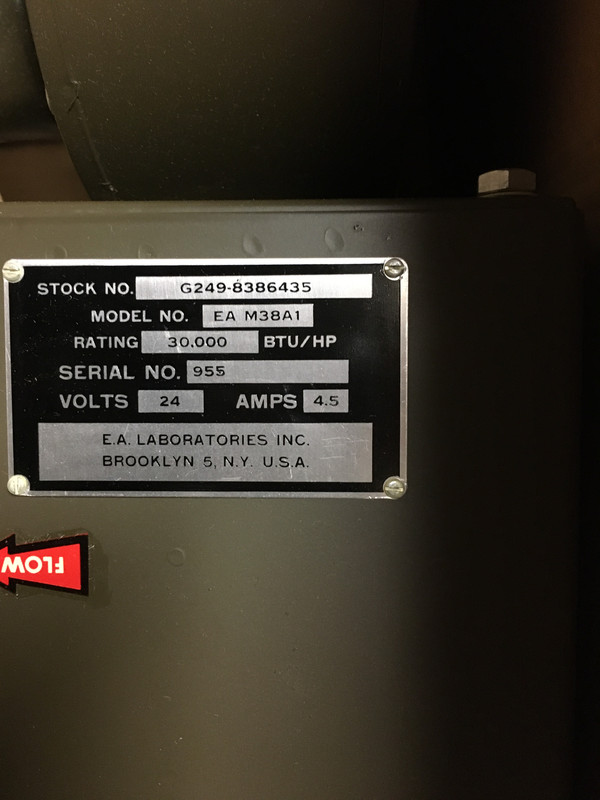 STOCK NO. G249-8386435
MODEL NO. EA M38A1
RATING 30,000 BTU/HP
SERIAL NO. 955
VOLTS 24 AMPS 4.5
E.A. LABORATORIES INC.
BROOKLYN 5, N.Y. U.S.A.
FLOW